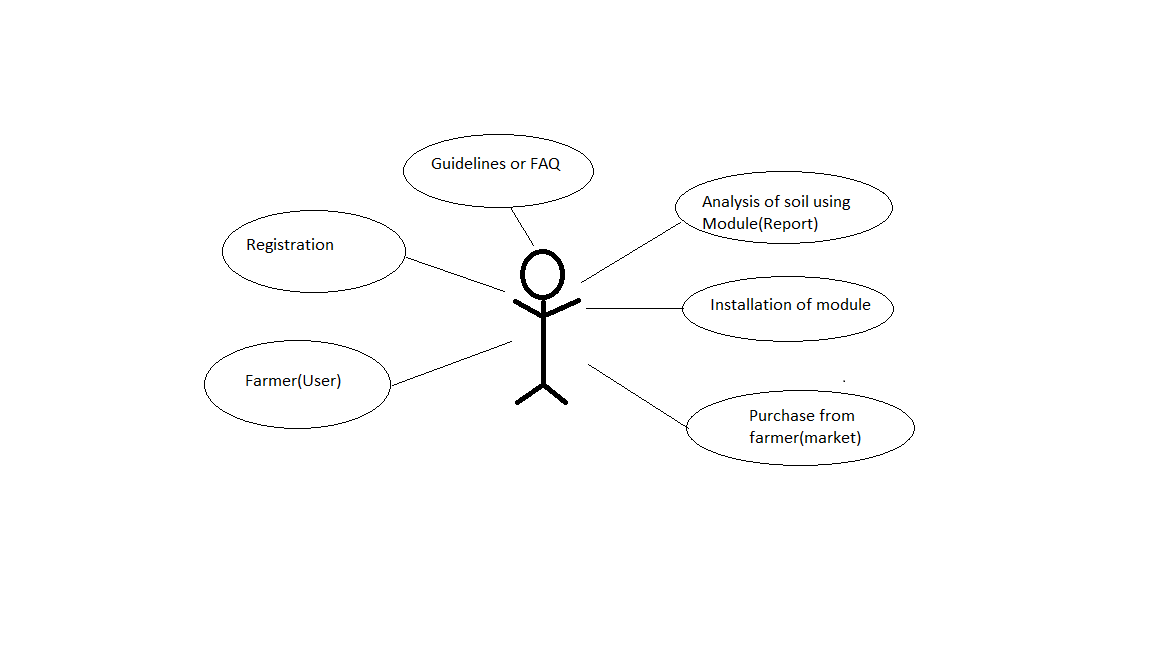 Guidelines or FAQ
Analysis of soil using
Module(Report)
Registration
Installation of module
Farmer(User)
Purchase from
farmer(market)